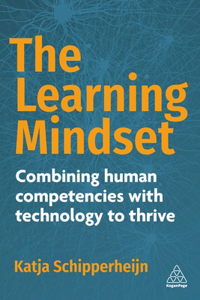 The
Learning
Mindset
Combining human
competencies with
technology to thrive
Katja Schipperheijn
KoganPage